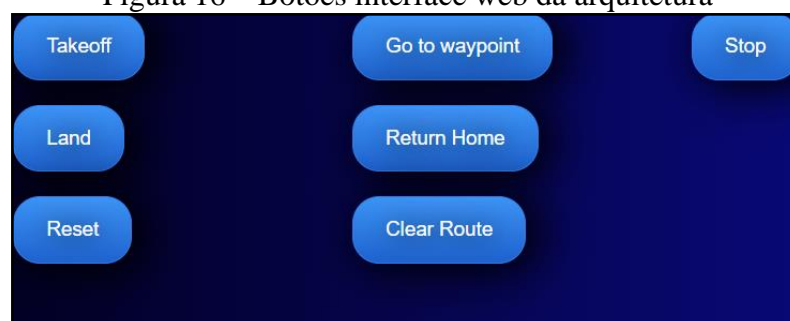 Botões interface web da arquitetura
Takeoff
Go to waypoint
Stop
Land
Return Home
Reset
Clear Route